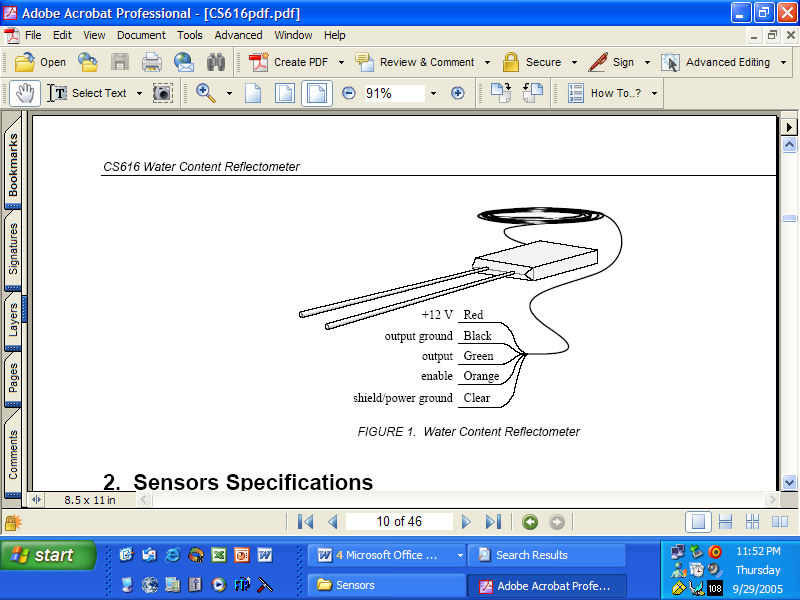 Adobe Acrobat Professional - [CS616pdf.pdf]
File Edit View Document Tools Advanced Window Help
Open Create PDF Review & Comment Secure Sign Advanced Editing
Select Text 91% How To..?
Bookmarks
Signatures
Layers
Pages
Comments
CS616 Water Content Reflectometer
+12 V Red
output ground Black
output Green
enable Orange
shield/power ground Clear
FIGURE 1. Water Content Reflectometer
2. Sensors Specifications
8.5 x 11 in
10 of 46
start
4 Microsoft Office ... Search Results 11:52 PM
Thursday
Sensors Adobe Acrobat Profe... 108 9/29/2005